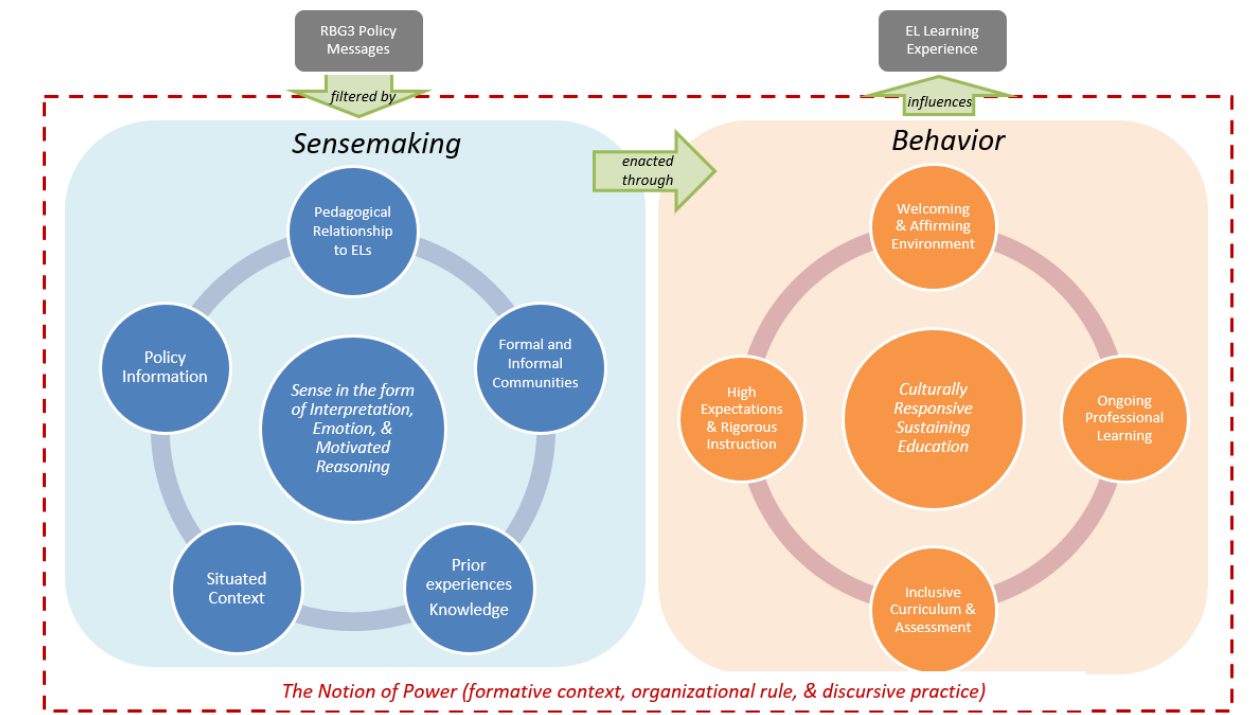 RBG3 Policy
Messages
EL Learning
Experience
filtered by
influences
Sensemaking
Behavior
enacted
through
Pedagogical
Relationship
to ELs
Formal and
Informal
Communities
Prior
experiences
Knowledge
Situated
Context
Policy
Information
Sense in the form
of Interpretation,
Emotion, &
Motivated
Reasoning
Welcoming
& Affirming
Environment
Ongoing
Professional
Learning
Inclusive
Curriculum &
Assessment
High
Expectations
& Rigorous
Instruction
Culturally
Responsive
Sustaining
Education
The Notion of Power (formative context, organizational rule, & discursive practice)